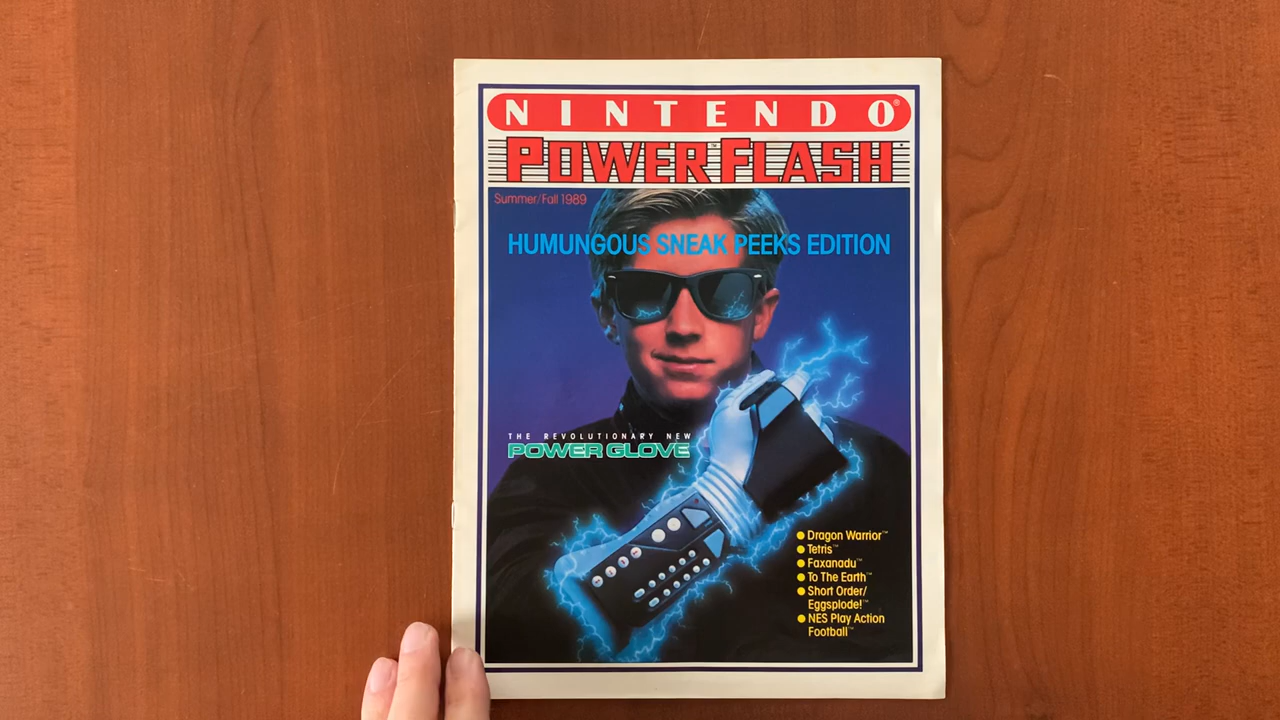 NINTENDO®
POWER FLASH™
Summer/Fall 1989
HUMUNGOUS SNEAK PEEKS EDITION
THE REVOLUTIONARY NEW
POWER GLOVE
● Dragon Warrior™
● Tetris™
● Faxanadu™
● To The Earth™
● Short Order/
Eggsplode!™
● NES Play Action
Football™